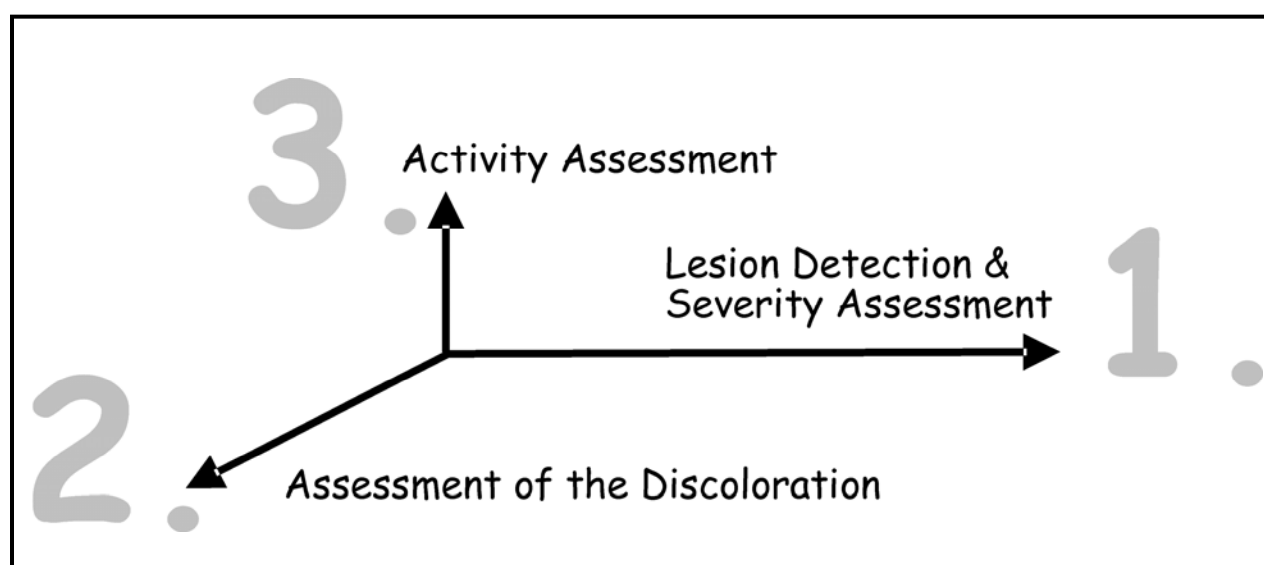 3.
Activity Assessment
Lesion Detection &
Severity Assessment
1.
2.
Assessment of the Discoloration